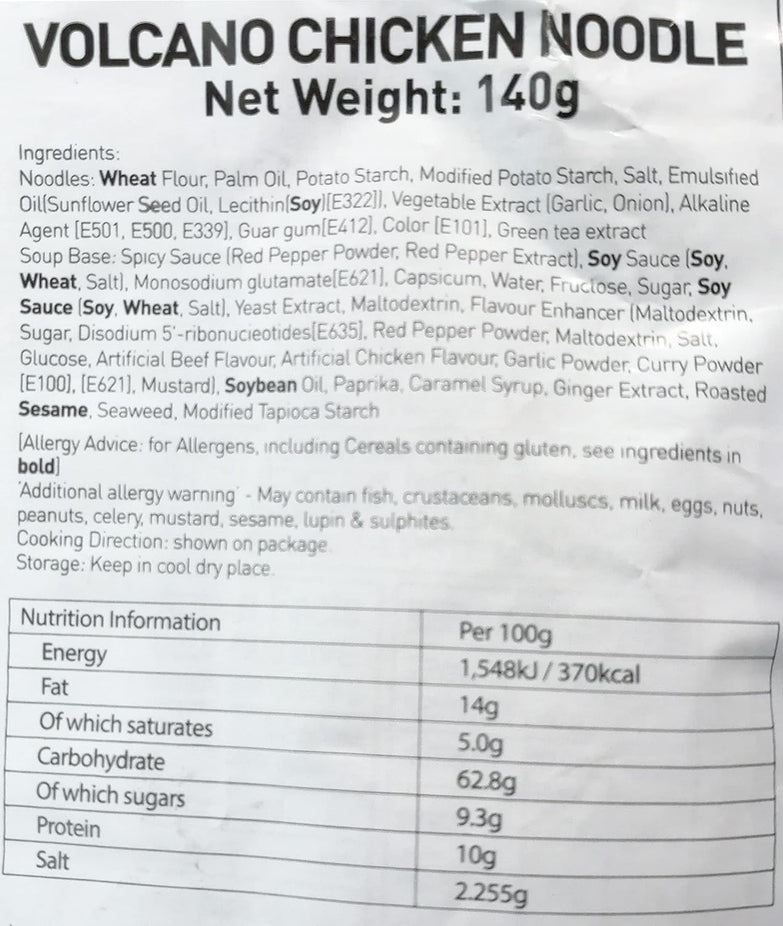 VOLCANO CHICKEN NOODLE
Net Weight: 140g
Ingredients:
Noodles: Wheat Flour, Palm Oil, Potato Starch, Modified Potato Starch, Salt, Emulsified
Oil(Sunflower Seed Oil, Lecithin(Soy)[E322]), Vegetable Extract (Garlic, Onion), Alkaline
Agent [E501, E500, E339], Guar gum[E412], Color [E101], Green tea extract
Soup Base: Spicy Sauce (Red Pepper Powder, Red Pepper Extract), Soy Sauce (Soy,
Wheat, Salt), Monosodium glutamate[E621], Capsicum, Water, Fructose, Sugar, Soy
Sauce (Soy, Wheat, Salt), Yeast Extract, Maltodextrin, Flavour Enhancer (Maltodextrin,
Sugar, Disodium 5'-ribonucieotides[E635], Red Pepper Powder, Maltodextrin, Salt,
Glucose, Artificial Beef Flavour, Artificial Chicken Flavour, Garlic Powder, Curry Powder
[E100], [E621], Mustard), Soybean Oil, Paprika, Caramel Syrup, Ginger Extract, Roasted
Sesame, Seaweed, Modified Tapioca Starch
[Allergy Advice: for Allergens, including Cereals containing gluten, see ingredients in
bold]
'Additional allergy warning' - May contain fish, crustaceans, molluscs, milk, eggs, nuts,
peanuts, celery, mustard, sesame, lupin & sulphites.
Cooking Direction: shown on package.
Storage: Keep in cool dry place.
Nutrition Information Per 100g
Energy 1,548kJ / 370kcal
Fat 14g
Of which saturates 5.0g
Carbohydrate 62.8g
Of which sugars 9.3g
Protein 10g
Salt 2.255g